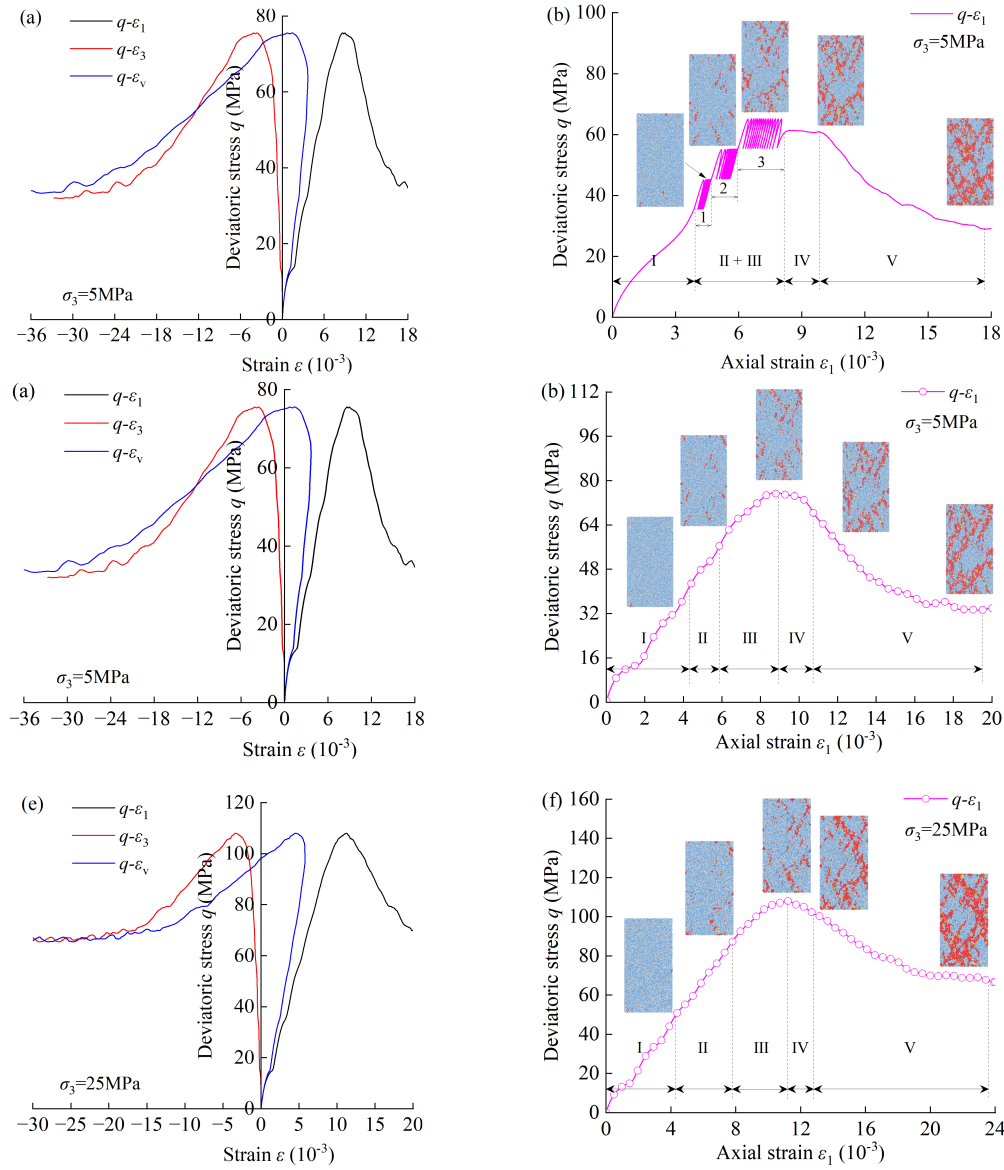 (a)
q-ε₁
q-ε₃
q-εᵥ
σ₃=5MPa
Deviatoric stress q (MPa)
80
60
40
20
0
−36 −30 −24 −18 −12 −6 0 6 12 18
Strain ε (10⁻³)
(b)
q-ε₁
σ₃=5MPa
Deviatoric stress q (MPa)
100
80
60
40
20
0
1 2 3
I II + III IV V
0 3 6 9 12 15 18
Axial strain ε₁ (10⁻³)
(a)
q-ε₁
q-ε₃
q-εᵥ
σ₃=5MPa
Deviatoric stress q (MPa)
80
60
40
20
0
−36 −30 −24 −18 −12 −6 0 6 12 18
Strain ε (10⁻³)
(b)
q-ε₁
σ₃=5MPa
Deviatoric stress q (MPa)
112
96
80
64
48
32
16
0
I II III IV V
0 2 4 6 8 10 12 14 16 18 20
Axial strain ε₁ (10⁻³)
(e)
q-ε₁
q-ε₃
q-εᵥ
σ₃=25MPa
Deviatoric stress q (MPa)
120
100
80
60
40
20
0
−30 −25 −20 −15 −10 −5 0 5 10 15 20
Strain ε (10⁻³)
(f)
q-ε₁
σ₃=25MPa
Deviatoric stress q (MPa)
160
140
120
100
80
60
40
20
0
I II III IV V
0 4 8 12 16 20 24
Axial strain ε₁ (10⁻³)